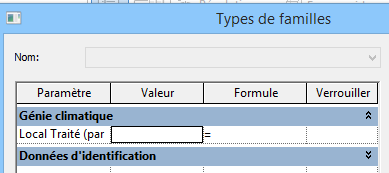 Types de familles
Nom:
Paramètre Valeur Formule Verrouiller
Génie climatique
Local Traité (par =
Données d'identification